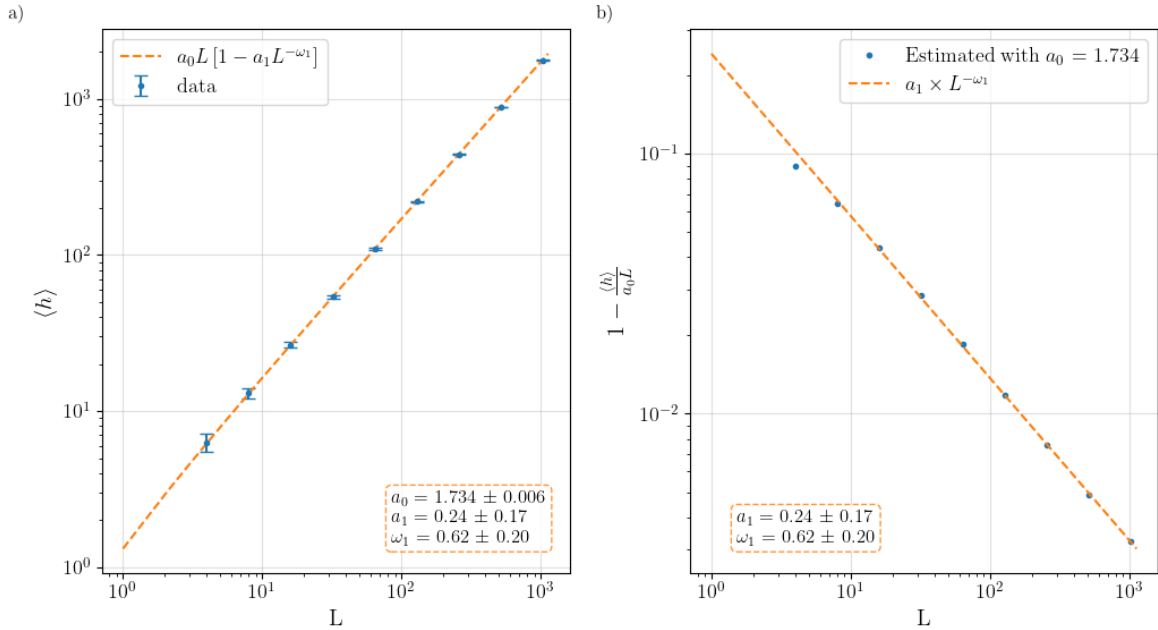 a)
a₀L [1 − a₁L^{−ω₁}]
data
⟨h⟩
10³
10²
10¹
10⁰
a₀ = 1.734 ± 0.006
a₁ = 0.24 ± 0.17
ω₁ = 0.62 ± 0.20
10⁰ 10¹ 10² 10³
L
b)
Estimated with a₀ = 1.734
a₁ × L^{−ω₁}
1 − ⟨h⟩/a₀L
10⁻¹
10⁻²
a₁ = 0.24 ± 0.17
ω₁ = 0.62 ± 0.20
10⁰ 10¹ 10² 10³
L